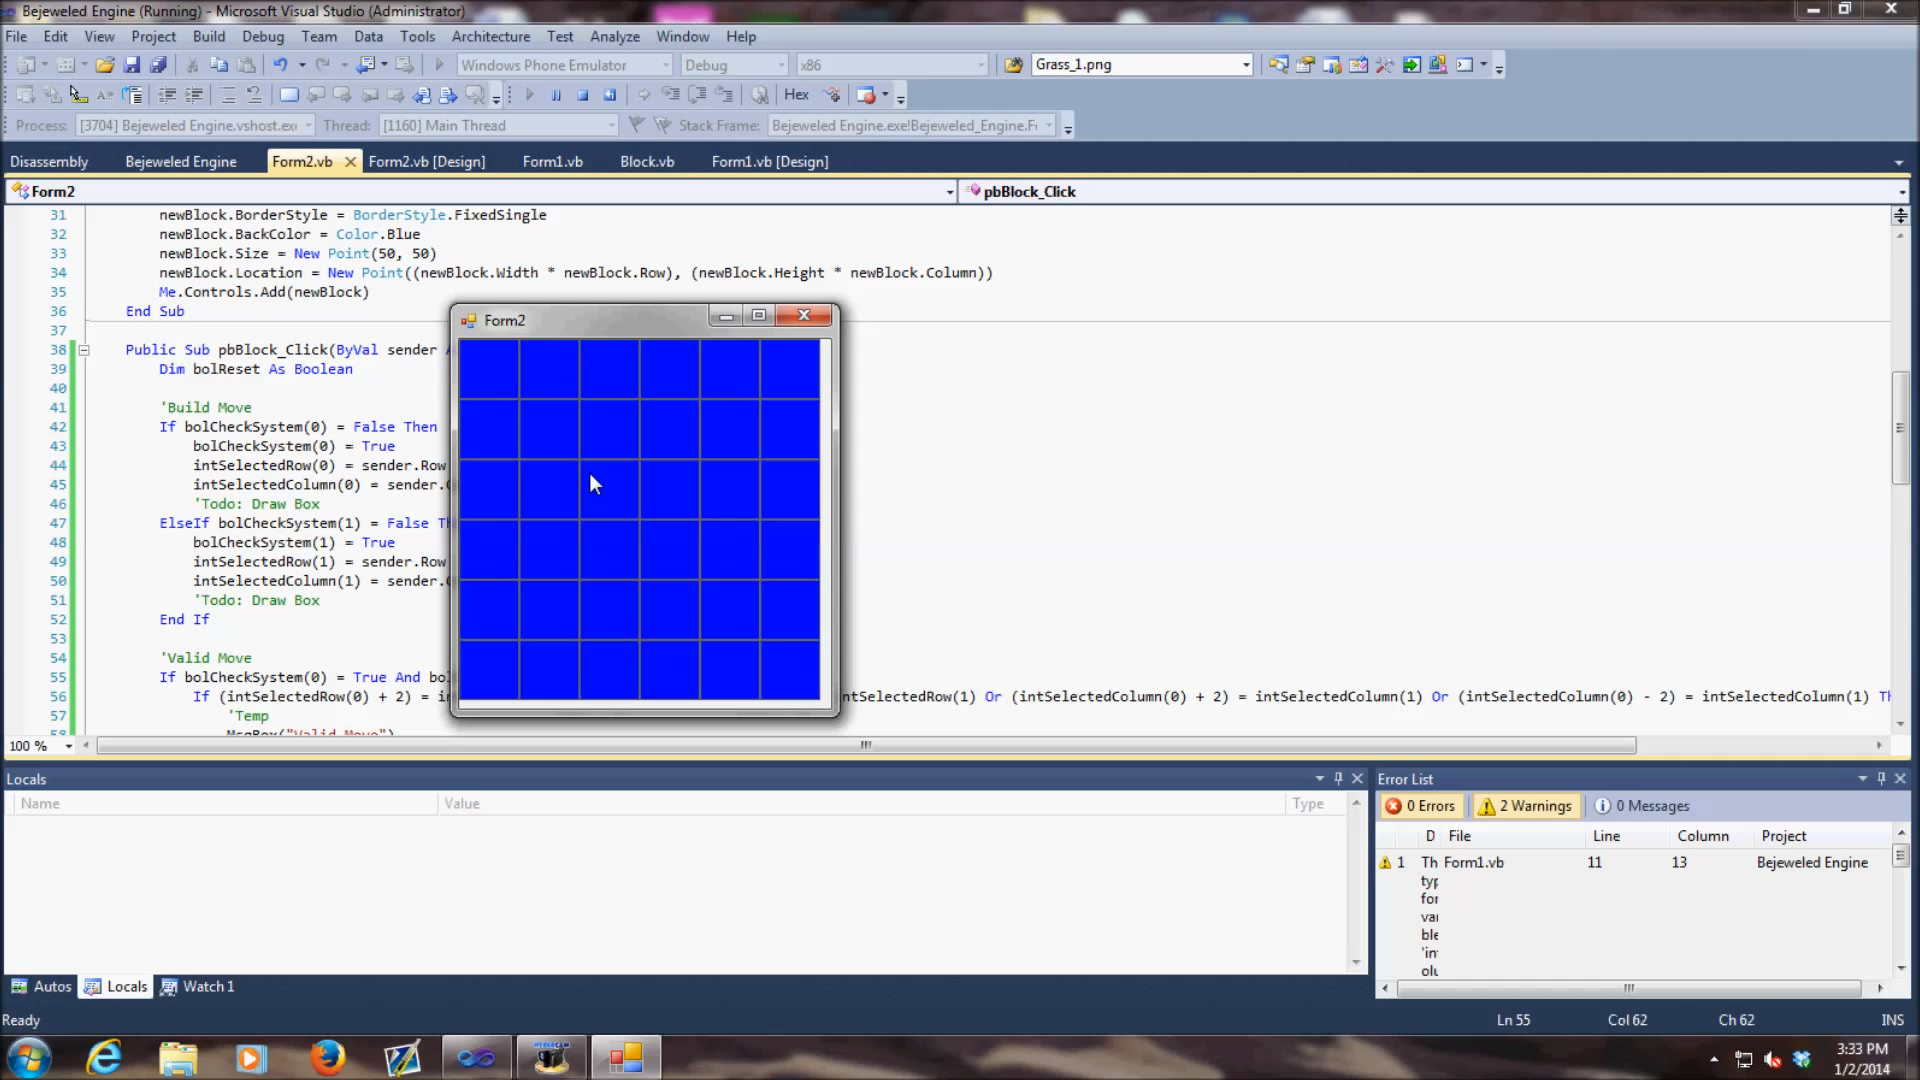 Bejeweled Engine (Running) - Microsoft Visual Studio (Administrator)
File Edit View Project Build Debug Team Data Tools Architecture Test Analyze Window Help
Windows Phone Emulator Debug x86 Grass_1.png
Hex
Process: [3704] Bejeweled Engine.vshost.exe Thread: [1160] Main Thread Stack Frame: Bejeweled Engine.exe!Bejeweled_Engine.F
Disassembly Bejeweled Engine Form2.vb Form2.vb [Design] Form1.vb Block.vb Form1.vb [Design]
Form2 pbBlock_Click
31 newBlock.BorderStyle = BorderStyle.FixedSingle
32 newBlock.BackColor = Color.Blue
33 newBlock.Size = New Point(50, 50)
34 newBlock.Location = New Point((newBlock.Width * newBlock.Row), (newBlock.Height * newBlock.Column))
35 Me.Controls.Add(newBlock)
36 End Sub
37
38 Public Sub pbBlock_Click(ByVal sender
39 Dim bolReset As Boolean
40
41 'Build Move
42 If bolCheckSystem(0) = False Then
43 bolCheckSystem(0) = True
44 intSelectedRow(0) = sender.Row
45 intSelectedColumn(0) = sender.
46 'Todo: Draw Box
47 ElseIf bolCheckSystem(1) = False
48 bolCheckSystem(1) = True
49 intSelectedRow(1) = sender.Row
50 intSelectedColumn(1) = sender.
51 'Todo: Draw Box
52 End If
53
54 'Valid Move
55 If bolCheckSystem(0) = True And
56 If (intSelectedRow(0) + 2) = ntSelectedRow(1) Or (intSelectedColumn(0) + 2) = intSelectedColumn(1) Or (intSelectedColumn(0) - 2) = intSelectedColumn(1) Th
57 'Temp
58 MsgBox("Valid Move")
Form2
100 %
Locals
Name Value Type
Autos Locals Watch 1
Error List
0 Errors 2 Warnings 0 Messages
D File Line Column Project
1 Th Form1.vb 11 13 Bejeweled Engine
typ
for
var
ble
'in
olu
Ready Ln 55 Col 62 Ch 62 INS
3:33 PM
1/2/2014